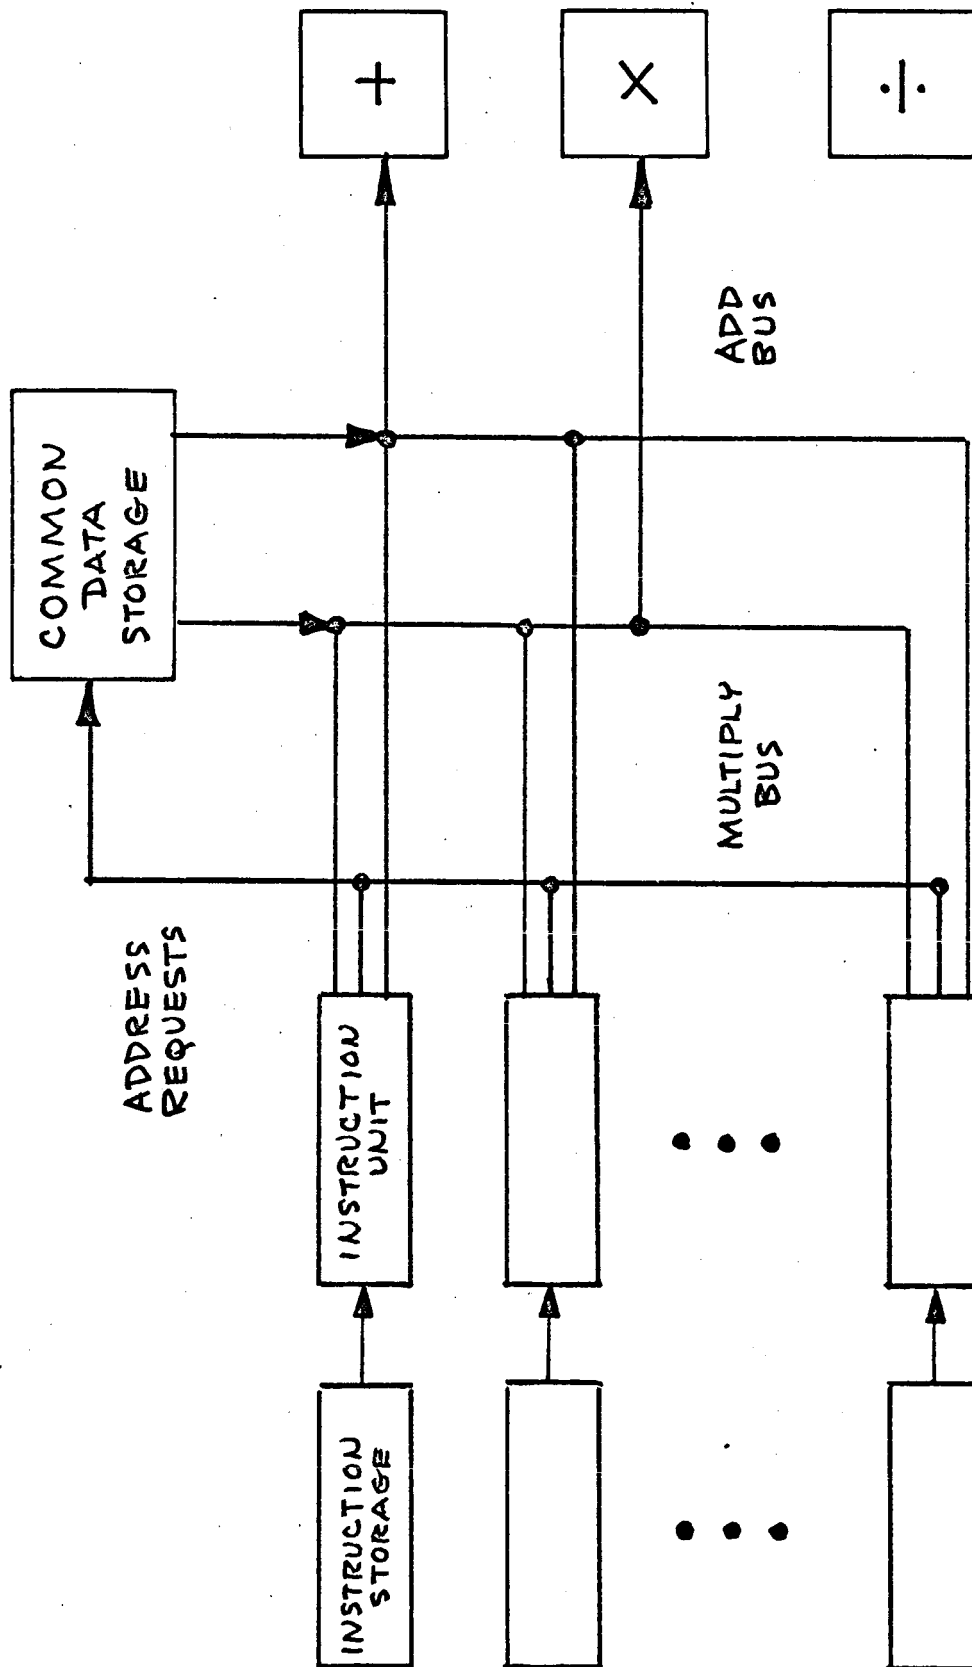 COMMON
DATA
STORAGE
+
×
÷
ADDRESS
REQUESTS
MULTIPLY
BUS
ADD
BUS
INSTRUCTION
UNIT
INSTRUCTION
STORAGE